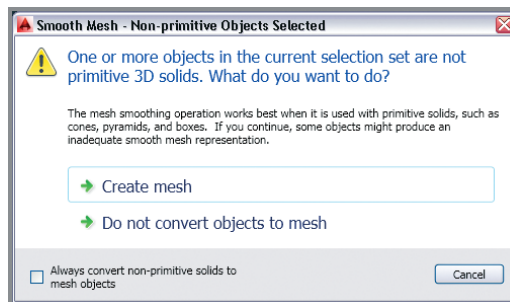 Smooth Mesh - Non-primitive Objects Selected
One or more objects in the current selection set are not
primitive 3D solids. What do you want to do?
The mesh smoothing operation works best when it is used with primitive solids, such as
cones, pyramids, and boxes. If you continue, some objects might produce an
inadequate smooth mesh representation.
Create mesh
Do not convert objects to mesh
Always convert non-primitive solids to
mesh objects
Cancel